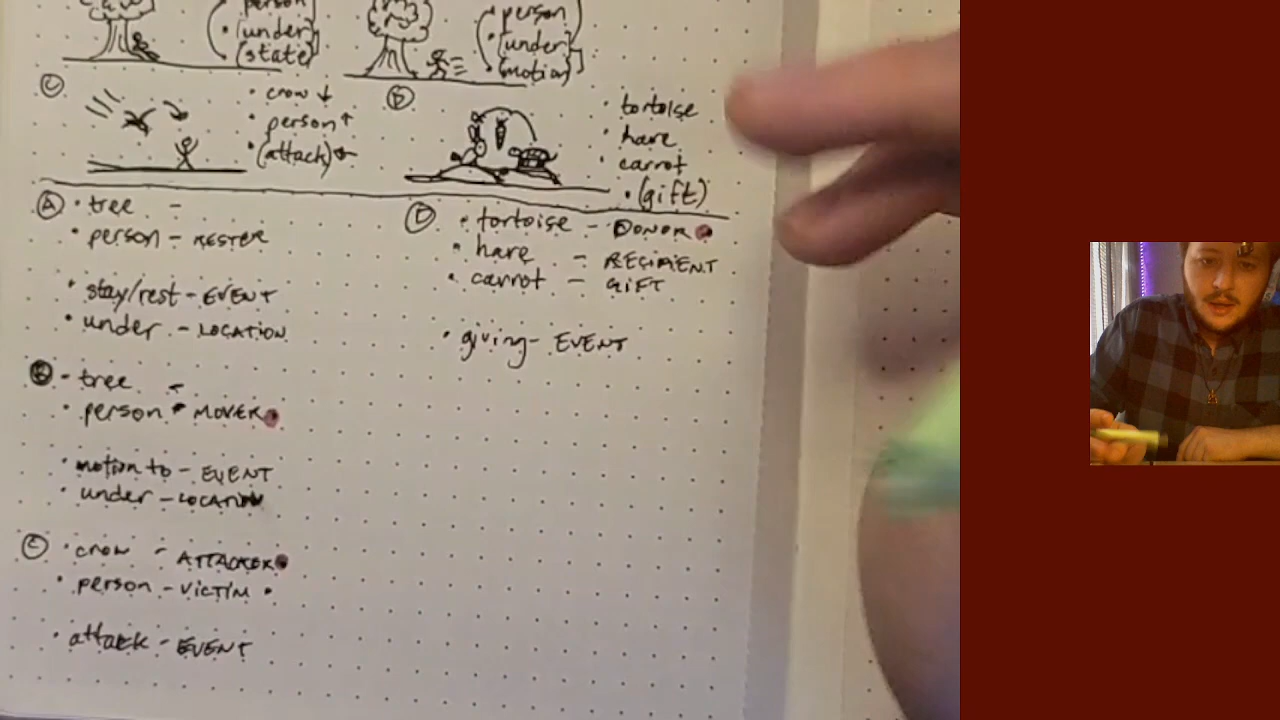 person
(under)
(state)
person
(under)
(motion)
C
• crow ↓
• person ↑
• (attack) ←
D
• tortoise
• hare
• carrot
• (gift)
A • tree -
• person - RESTER
• stay/rest - EVENT
• under - LOCATION
B - tree -
• person - MOVER
• motion to - EVENT
• under - LOCATION
C • crow - ATTACKER
• person - VICTIM •
• attack - EVENT
D • tortoise - DONOR
• hare - RECIPIENT
• carrot - GIFT
• giving - EVENT